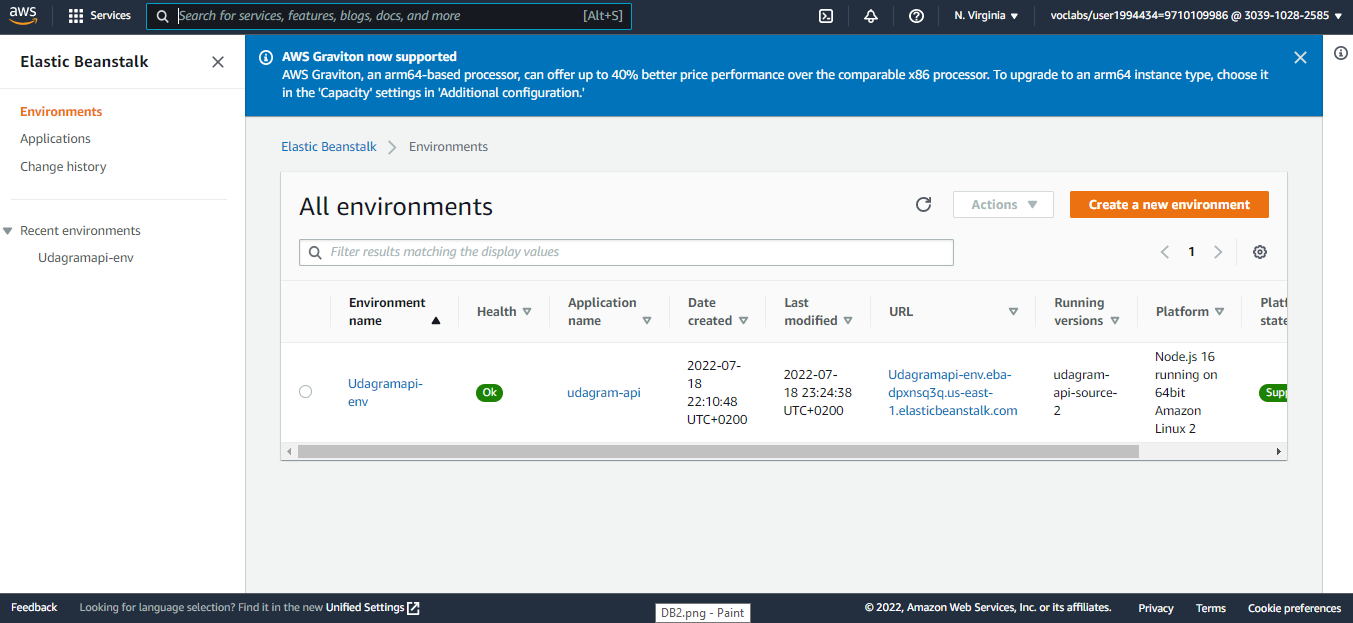 aws
Services
Search for services, features, blogs, docs, and more
[Alt+S]
N. Virginia
voclabs/user1994434=9710109986 @ 3039-1028-2585
Elastic Beanstalk
Environments
Applications
Change history
Recent environments
Udagramapi-env
AWS Graviton now supported
AWS Graviton, an arm64-based processor, can offer up to 40% better price performance over the comparable x86 processor. To upgrade to an arm64 instance type, choose it
in the 'Capacity' settings in 'Additional configuration.'
Elastic Beanstalk
Environments
All environments
Actions
Create a new environment
Filter results matching the display values
1
Environment
name
Health
Application
name
Date
created
Last
modified
URL
Running
versions
Platform
Platf
state
Udagramapi-
env
Ok
udagram-api
2022-07-
18
22:10:48
UTC+0200
2022-07-
18 23:24:38
UTC+0200
Udagramapi-env.eba-
dpxnsq3q.us-east-
1.elasticbeanstalk.com
udagram-
api-source-
2
Node.js 16
running on
64bit
Amazon
Linux 2
Supp
Feedback
Looking for language selection? Find it in the new Unified Settings
DB2.png - Paint
© 2022, Amazon Web Services, Inc. or its affiliates.
Privacy
Terms
Cookie preferences